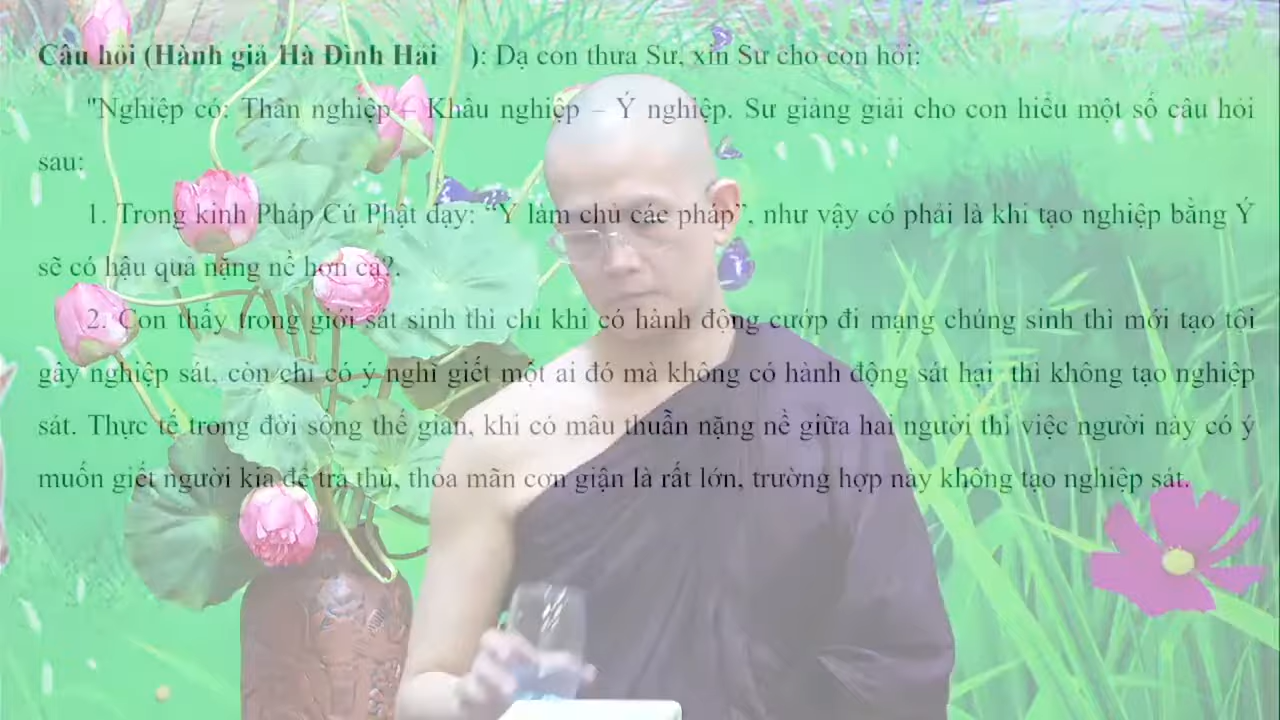 Câu hỏi (Hành giả Hà Đình Hải ): Dạ con thưa Sư, xin Sư cho con hỏi:
"Nghiệp có: Thân nghiệp – Khẩu nghiệp – Ý nghiệp. Sư giảng giải cho con hiểu một số câu hỏi
sau:
1. Trong kinh Pháp Cú Phật dạy: “Ý làm chủ các pháp”, như vậy có phải là khi tạo nghiệp bằng Ý
sẽ có hậu quả nặng nề hơn cả?.
2. Con thấy trong giới sát sinh thì chỉ khi có hành động cướp đi mạng chúng sinh thì mới tạo tội
gây nghiệp sát, còn chỉ có ý nghĩ giết một ai đó mà không có hành động sát hại thì không tạo nghiệp
sát. Thực tế trong đời sống thế gian, khi có mâu thuẫn nặng nề giữa hai người thì việc người này có ý
muốn giết người kia để trả thù, thỏa mãn cơn giận là rất lớn, trường hợp này không tạo nghiệp sát.